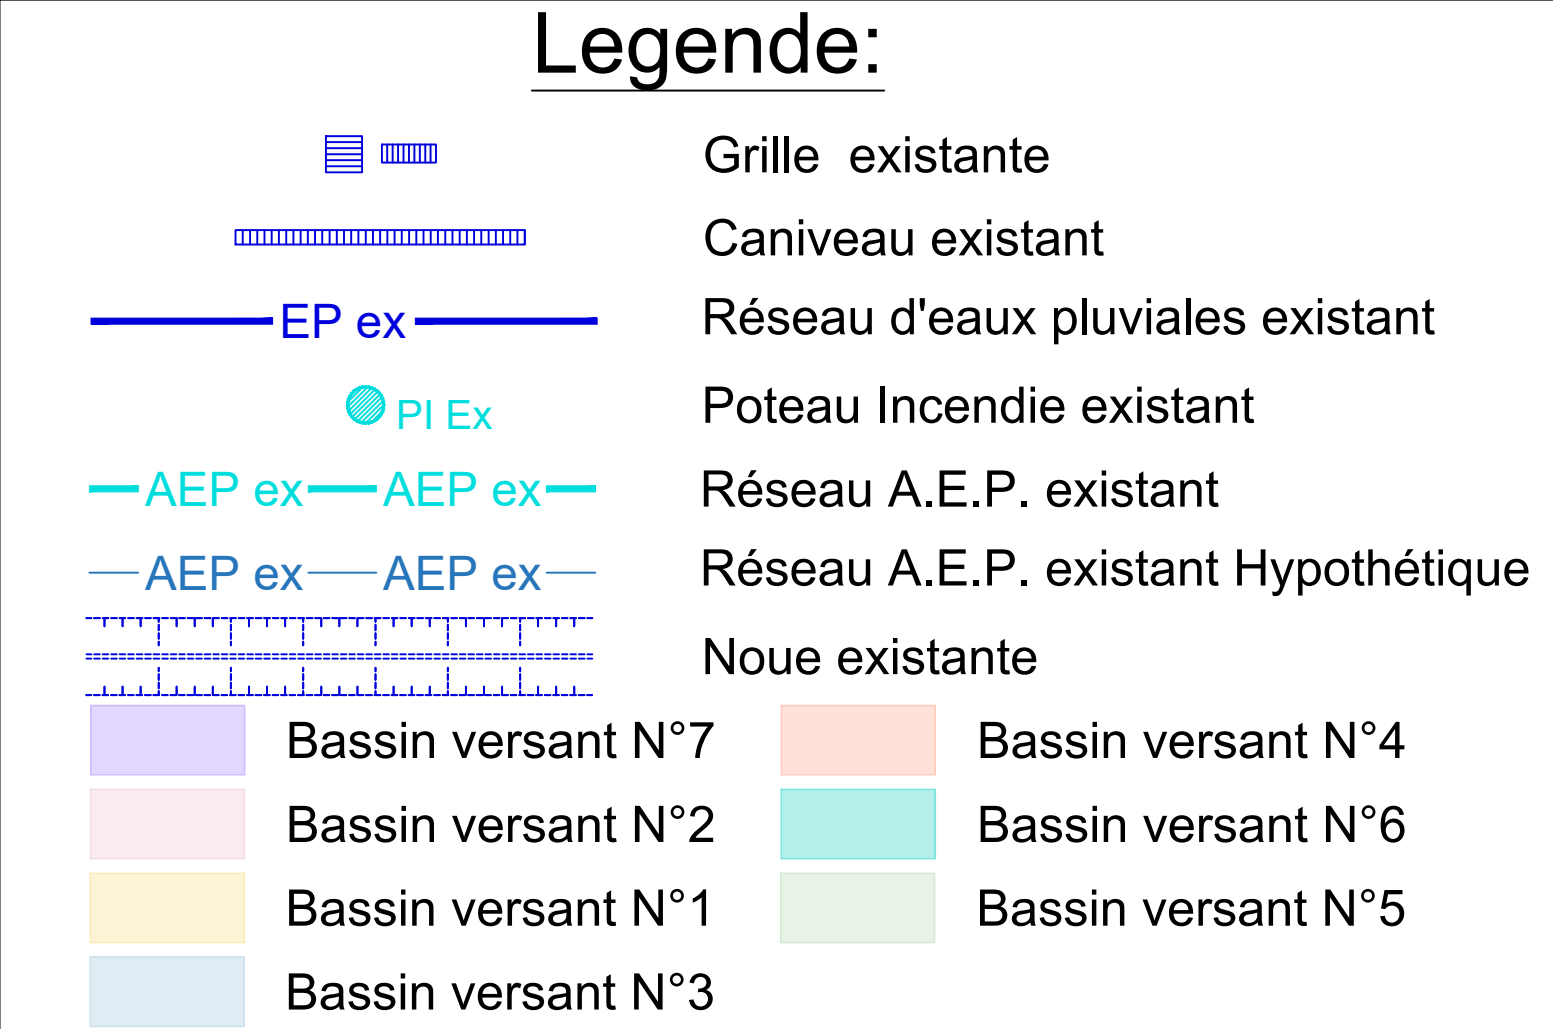 Legende:
Grille existante
Caniveau existant
EP ex Réseau d'eaux pluviales existant
PI Ex Poteau Incendie existant
AEP ex AEP ex Réseau A.E.P. existant
AEP ex AEP ex Réseau A.E.P. existant Hypothétique
Noue existante
Bassin versant N°7 Bassin versant N°4
Bassin versant N°2 Bassin versant N°6
Bassin versant N°1 Bassin versant N°5
Bassin versant N°3